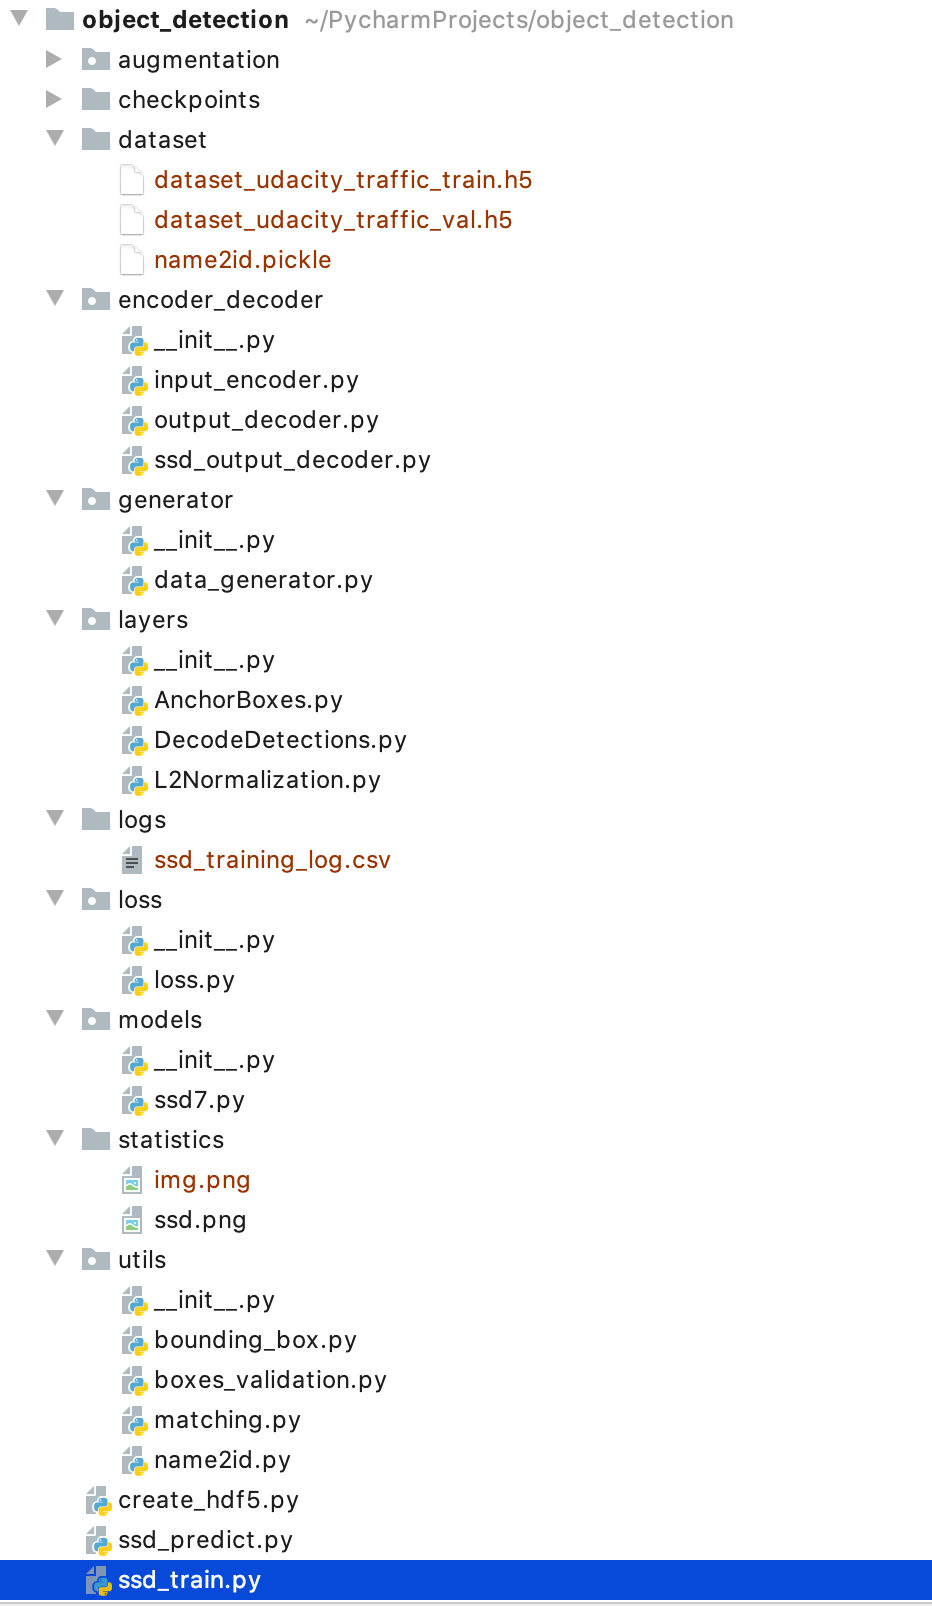 object_detection ~/PycharmProjects/object_detection
augmentation
checkpoints
dataset
dataset_udacity_traffic_train.h5
dataset_udacity_traffic_val.h5
name2id.pickle
encoder_decoder
__init__.py
input_encoder.py
output_decoder.py
ssd_output_decoder.py
generator
__init__.py
data_generator.py
layers
__init__.py
AnchorBoxes.py
DecodeDetections.py
L2Normalization.py
logs
ssd_training_log.csv
loss
__init__.py
loss.py
models
__init__.py
ssd7.py
statistics
img.png
ssd.png
utils
__init__.py
bounding_box.py
boxes_validation.py
matching.py
name2id.py
create_hdf5.py
ssd_predict.py
ssd_train.py